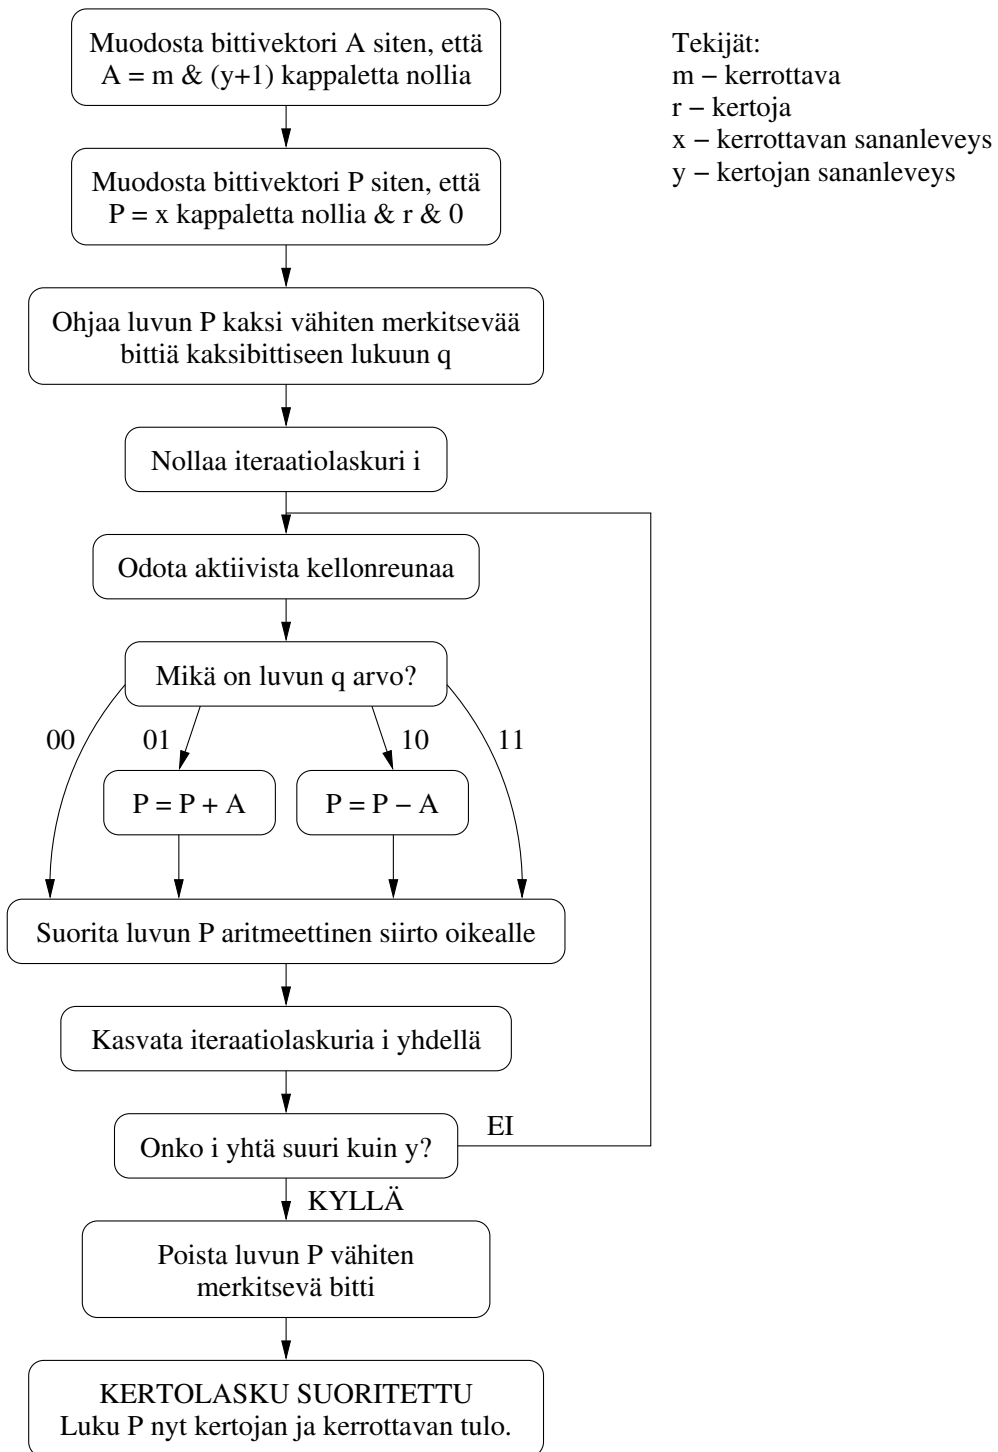 Muodosta bittivektori A siten, että
A = m & (y+1) kappaletta nollia
Tekijät:
m − kerrottava
r − kertoja
x − kerrottavan sananleveys
y − kertojan sananleveys
Muodosta bittivektori P siten, että
P = x kappaletta nollia & r & 0
Ohjaa luvun P kaksi vähiten merkitsevää
bittiä kaksibittiseen lukuun q
Nollaa iteraatiolaskuri i
Odota aktiivista kellonreunaa
Mikä on luvun q arvo?
00
01
10
11
P = P + A
P = P − A
Suorita luvun P aritmeettinen siirto oikealle
Kasvata iteraatiolaskuria i yhdellä
Onko i yhtä suuri kuin y?
EI
KYLLÄ
Poista luvun P vähiten
merkitsevä bitti
KERTOLASKU SUORITETTU
Luku P nyt kertojan ja kerrottavan tulo.